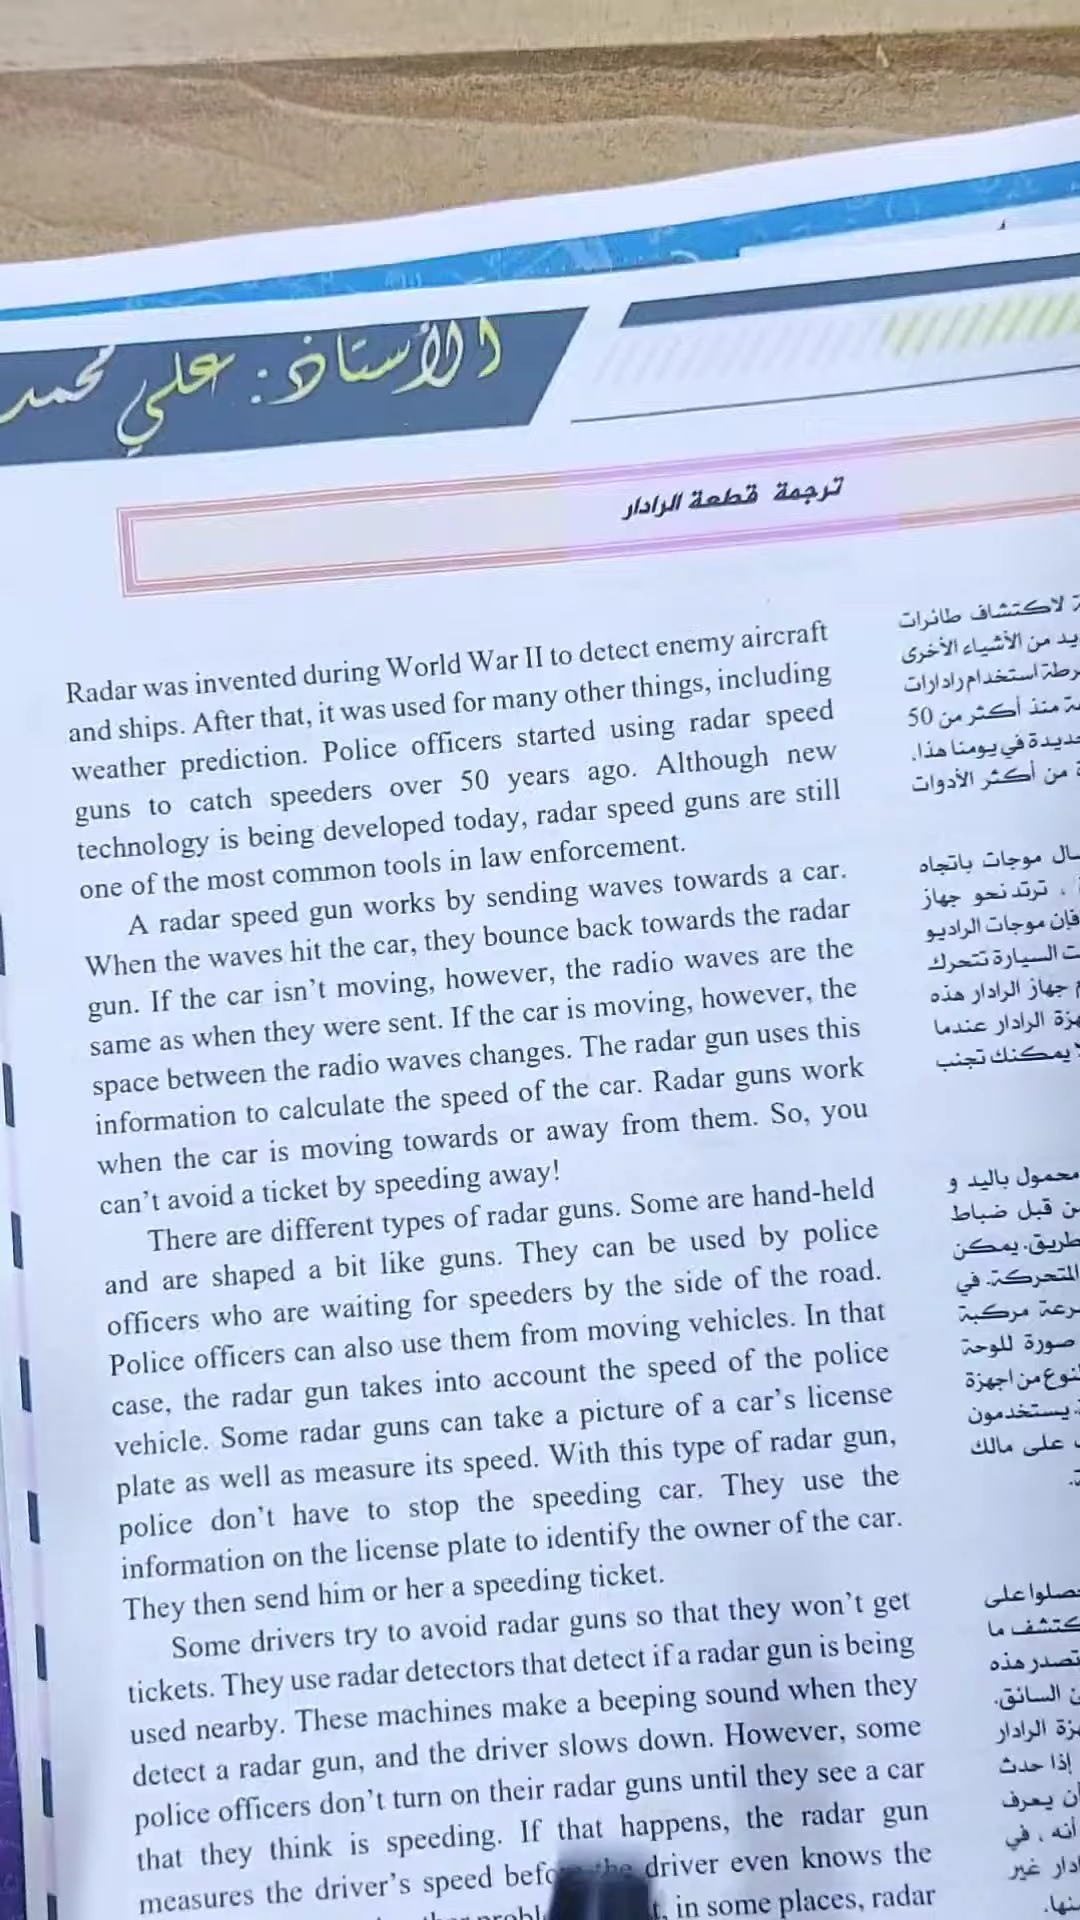 الأستاذ: علي محمد
ترجمة قطعة الرادار
Radar was invented during World War II to detect enemy aircraft
and ships. After that, it was used for many other things, including
weather prediction. Police officers started using radar speed
guns to catch speeders over 50 years ago. Although new
technology is being developed today, radar speed guns are still
one of the most common tools in law enforcement.
A radar speed gun works by sending waves towards a car.
When the waves hit the car, they bounce back towards the radar
gun. If the car isn't moving, however, the radio waves are the
same as when they were sent. If the car is moving, however, the
space between the radio waves changes. The radar gun uses this
information to calculate the speed of the car. Radar guns work
when the car is moving towards or away from them. So, you
can't avoid a ticket by speeding away!
There are different types of radar guns. Some are hand-held
and are shaped a bit like guns. They can be used by police
officers who are waiting for speeders by the side of the road.
Police officers can also use them from moving vehicles. In that
case, the radar gun takes into account the speed of the police
vehicle. Some radar guns can take a picture of a car's license
plate as well as measure its speed. With this type of radar gun,
police don't have to stop the speeding car. They use the
information on the license plate to identify the owner of the car.
They then send him or her a speeding ticket.
Some drivers try to avoid radar guns so that they won't get
tickets. They use radar detectors that detect if a radar gun is being
used nearby. These machines make a beeping sound when they
detect a radar gun, and the driver slows down. However, some
police officers don't turn on their radar guns until they see a car
that they think is speeding. If that happens, the radar gun
measures the driver's speed before the driver even knows the
in some places, radar
لاكتشاف طائرات
من الأشياء الأخرى
استخدام رادارات
منذ أكثر من 50
في يومنا هذا.
من أكثر الأدوات
موجات باتجاه
، ترتد نحو جهاز
فإن موجات الراديو
السيارة تتحرك
جهاز الرادار هذه
الرادار عندما
يمكنك تجنب
محمول باليد و
من قبل ضباط
يمكن
المتحركة. في
مركبة
صورة للوحة
من اجهزة
يستخدمون
على مالك
على
ما
تصدر هذه
السائق.
الرادار
إذا حدث
يعرف
أنه ، في
غير